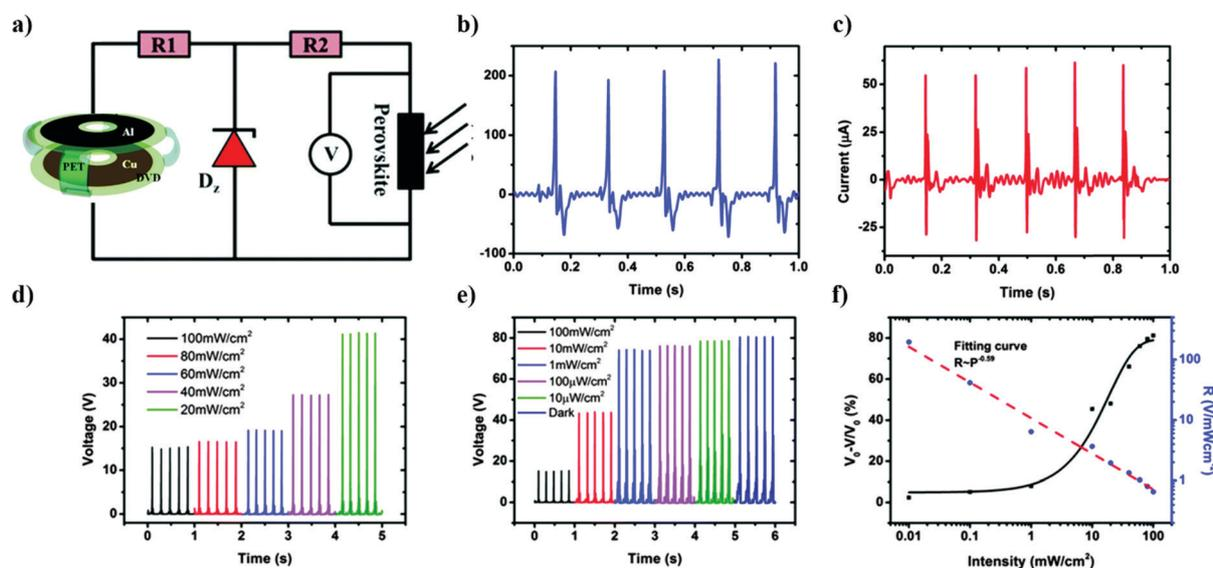 a)
R1
R2
Al
Cu
PET
DVD
Dz
V
Perovskite
b)
200
100
0
-100
0.0 0.2 0.4 0.6 0.8 1.0
Time (s)
c)
Current (μA)
50
25
0
-25
0.0 0.2 0.4 0.6 0.8 1.0
Time (s)
d)
Voltage (V)
40
30
20
10
0
100mW/cm²
80mW/cm²
60mW/cm²
40mW/cm²
20mW/cm²
0 1 2 3 4 5
Time (s)
e)
Voltage (V)
80
60
40
20
0
100mW/cm²
10mW/cm²
1mW/cm²
100μW/cm²
10μW/cm²
Dark
0 1 2 3 4 5 6
Time (s)
f)
V₀-V/V₀ (%)
80
60
40
20
0
Fitting curve
R~P⁻⁰·⁵⁹
100
10
1
R (V/mWcm⁻²)
0.01 0.1 1 10 100
Intensity (mW/cm²)